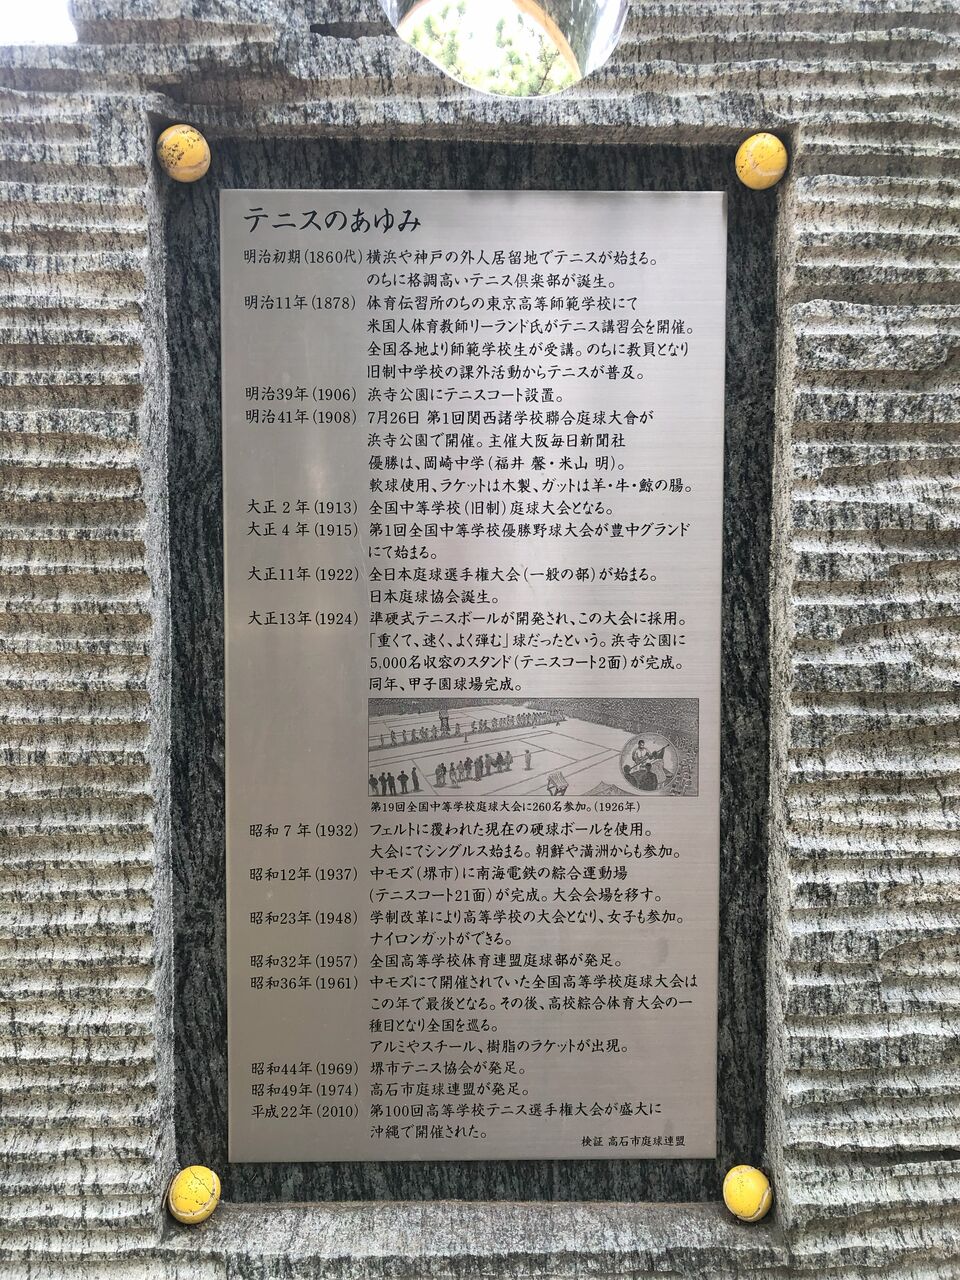 テニスのあゆみ
明治初期(1860代) 横浜や神戸の外人居留地でテニスが始まる。
のちに格調高いテニス倶楽部が誕生。
明治11年(1878) 体育伝習所のちの東京高等師範学校にて
米国人体育教師リーランド氏がテニス講習会を開催。
全国各地より師範学校生が受講。のちに教員となり
旧制中学校の課外活動からテニスが普及。
明治39年(1906) 浜寺公園にテニスコート設置。
明治41年(1908) 7月26日 第1回関西諸学校聯合庭球大會が
浜寺公園で開催。主催大阪毎日新聞社
優勝は、岡崎中学(福井 馨・米山 明)。
軟球使用、ラケットは木製、ガットは羊・牛・鯨の腸。
大正2年(1913) 全国中等学校(旧制)庭球大会となる。
大正4年(1915) 第1回全国中等学校優勝野球大会が豊中グランド
にて始まる。
大正11年(1922) 全日本庭球選手権大会(一般の部)が始まる。
日本庭球協会誕生。
大正13年(1924) 準硬式テニスボールが開発され、この大会に採用。
「重くて、速く、よく弾む」球だったという。浜寺公園に
5,000名収容のスタンド(テニスコート2面)が完成。
同年、甲子園球場完成。
第19回全国中等学校庭球大会に260名参加。(1926年)
昭和7年(1932) フェルトに覆われた現在の硬球ボールを使用。
大会にてシングルス始まる。朝鮮や満洲からも参加。
昭和12年(1937) 中モズ(堺市)に南海電鉄の綜合運動場
(テニスコート21面)が完成。大会会場を移す。
昭和23年(1948) 学制改革により高等学校の大会となり、女子も参加。
ナイロンガットができる。
昭和32年(1957) 全国高等学校体育連盟庭球部が発足。
昭和36年(1961) 中モズにて開催されていた全国高等学校庭球大会は
この年で最後となる。その後、高校綜合体育大会の一
種目となり全国を巡る。
アルミやスチール、樹脂のラケットが出現。
昭和44年(1969) 堺市テニス協会が発足。
昭和49年(1974) 高石市庭球連盟が発足。
平成22年(2010) 第100回高等学校テニス選手権大会が盛大に
沖縄で開催された。
検証 高石市庭球連盟